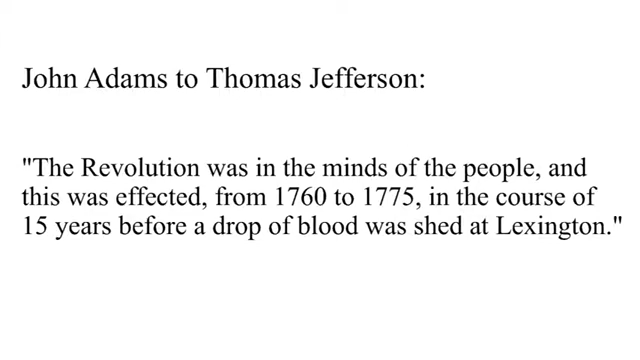 John Adams to Thomas Jefferson:
"The Revolution was in the minds of the people, and
this was effected, from 1760 to 1775, in the course of
15 years before a drop of blood was shed at Lexington."